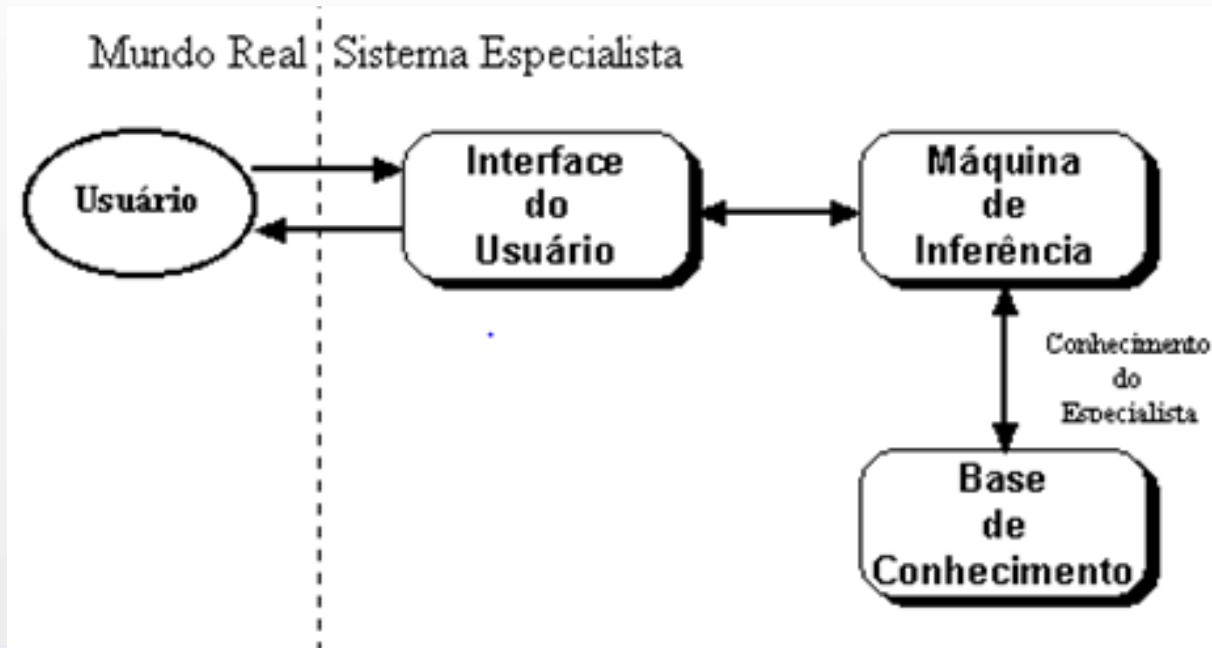 Mundo Real
Sistema Especialista
Usuário
Interface
do
Usuário
Máquina
de
Inferência
Conhecimento
do
Especialista
Base
de
Conhecimento